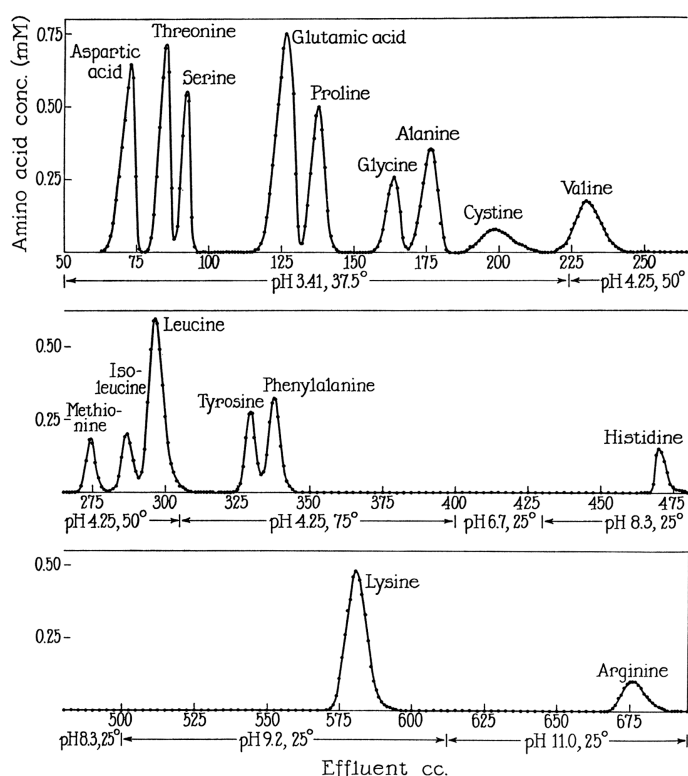 Amino acid conc. (mM)
0.75
0.50
0.25
Aspartic
acid
Threonine
Serine
Glutamic acid
Proline
Glycine
Alanine
Cystine
Valine
50 75 100 125 150 175 200 225 250
pH 3.41, 37.5° pH 4.25, 50°
0.50
0.25
Methio-
nine
Iso-
leucine
Leucine
Tyrosine
Phenylalanine
Histidine
275 300 325 350 375 400 425 450 475
pH 4.25, 50° pH 4.25, 75° pH 6.7, 25° pH 8.3, 25°
0.50
0.25
Lysine
Arginine
500 525 550 575 600 625 650 675
pH 8.3, 25° pH 9.2, 25° pH 11.0, 25°
Effluent cc.